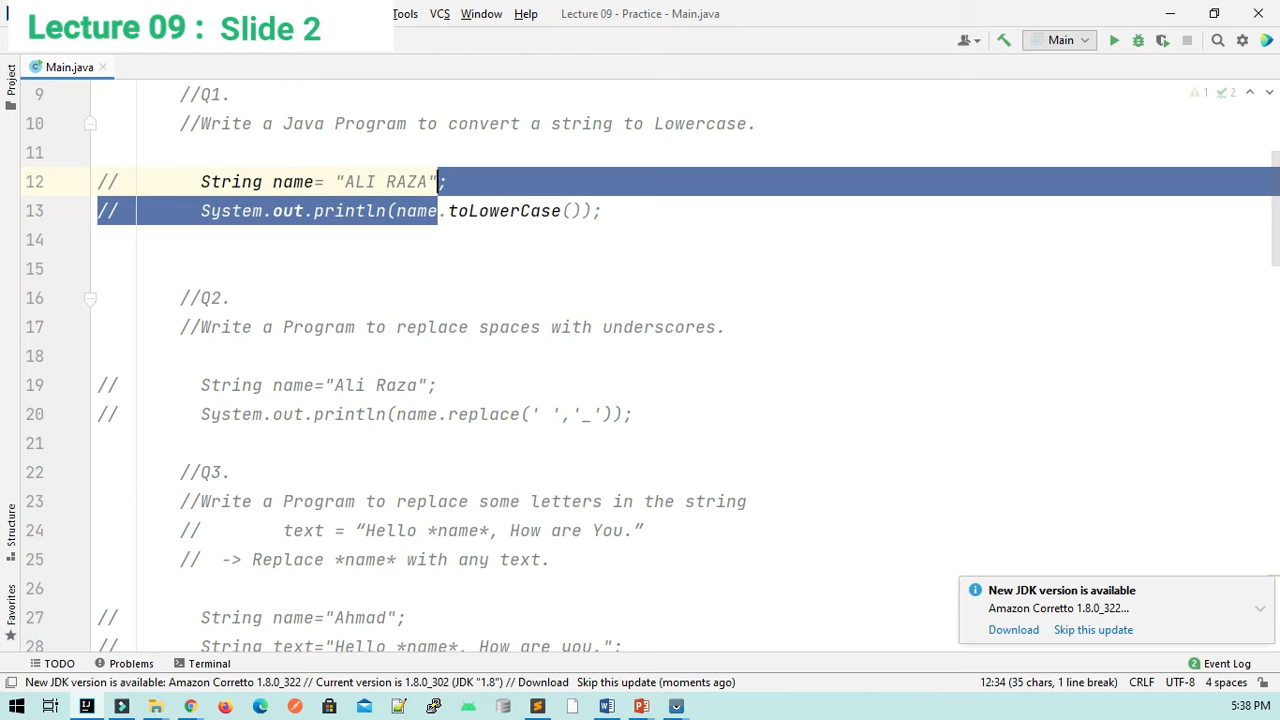 Lecture 09 : Slide 2
Tools VCS Window Help Lecture 09 - Practice - Main.java
Main
Project
Main.java
1 2
9 //Q1.
10 //Write a Java Program to convert a string to Lowercase.
11
12 // String name= "ALI RAZA";
13 // System.out.println(name.toLowerCase());
14
15
16 //Q2.
17 //Write a Program to replace spaces with underscores.
18
19 // String name="Ali Raza";
20 // System.out.println(name.replace(' ','_'));
21
22 //Q3.
23 //Write a Program to replace some letters in the string
24 // text = “Hello *name*, How are You.”
25 // -> Replace *name* with any text.
26
27 // String name="Ahmad";
28 // String text="Hello *name*, How are you.";
Structure
Favorites
New JDK version is available
Amazon Corretto 1.8.0_322...
Download Skip this update
TODO Problems Terminal Event Log
2
New JDK version is available: Amazon Corretto 1.8.0_322 // Current version is 1.8.0_302 (JDK "1.8") // Download Skip this update (moments ago) 12:34 (35 chars, 1 line break) CRLF UTF-8 4 spaces
5:38 PM